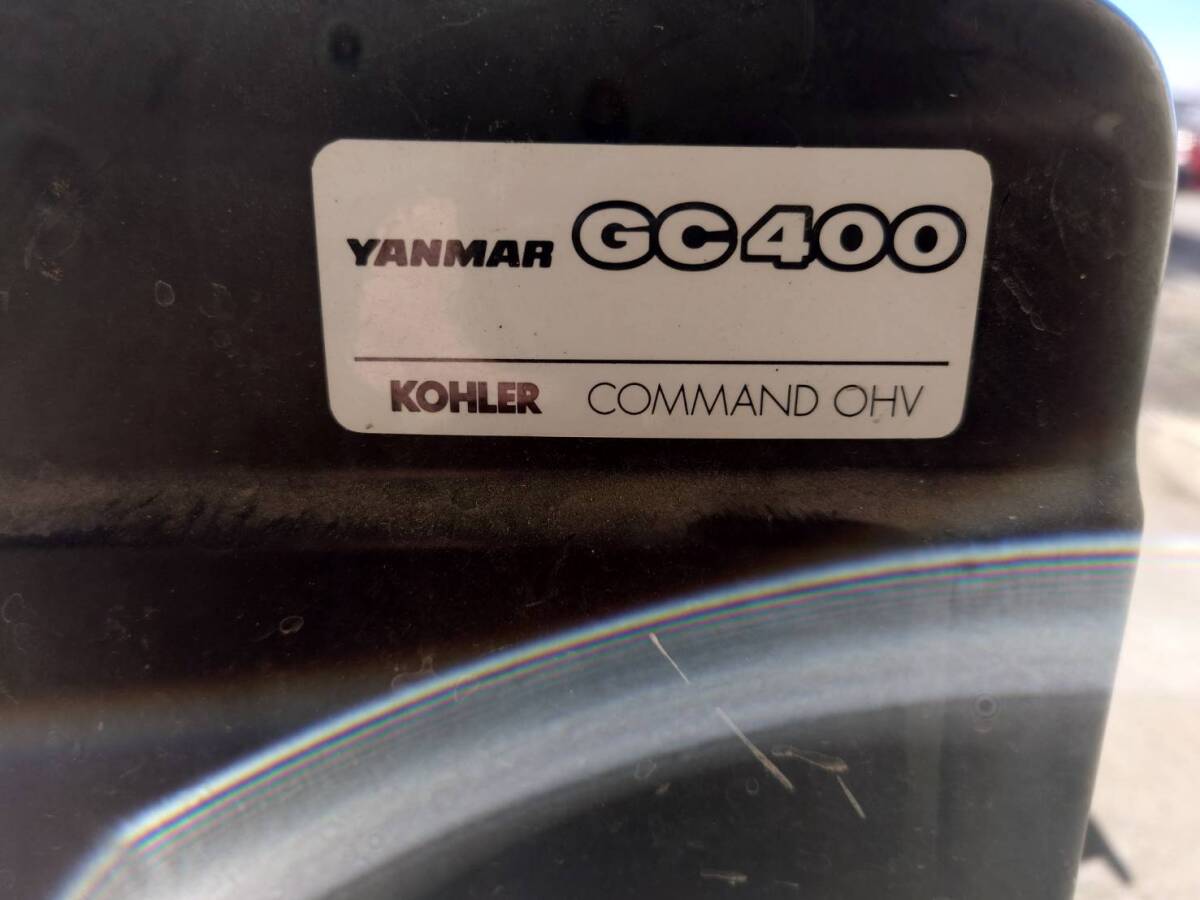 YANMAR GC400
KOHLER COMMAND OHV